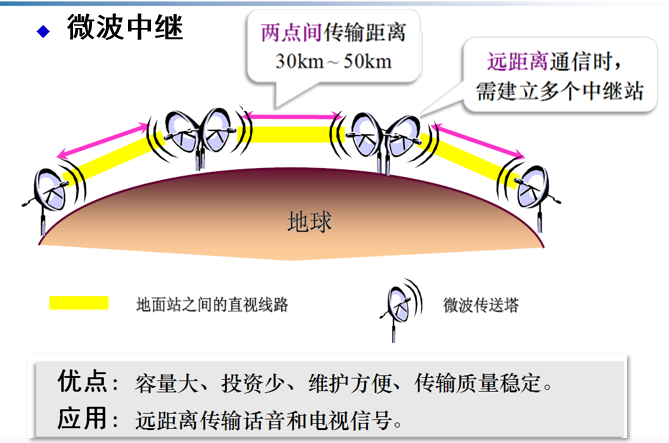 微波中继
两点间传输距离
30km~50km
远距离通信时，
需建立多个中继站
地球
地面站之间的直视线路
微波传送塔
优点：容量大、投资少、维护方便、传输质量稳定。
应用：远距离传输话音和电视信号。